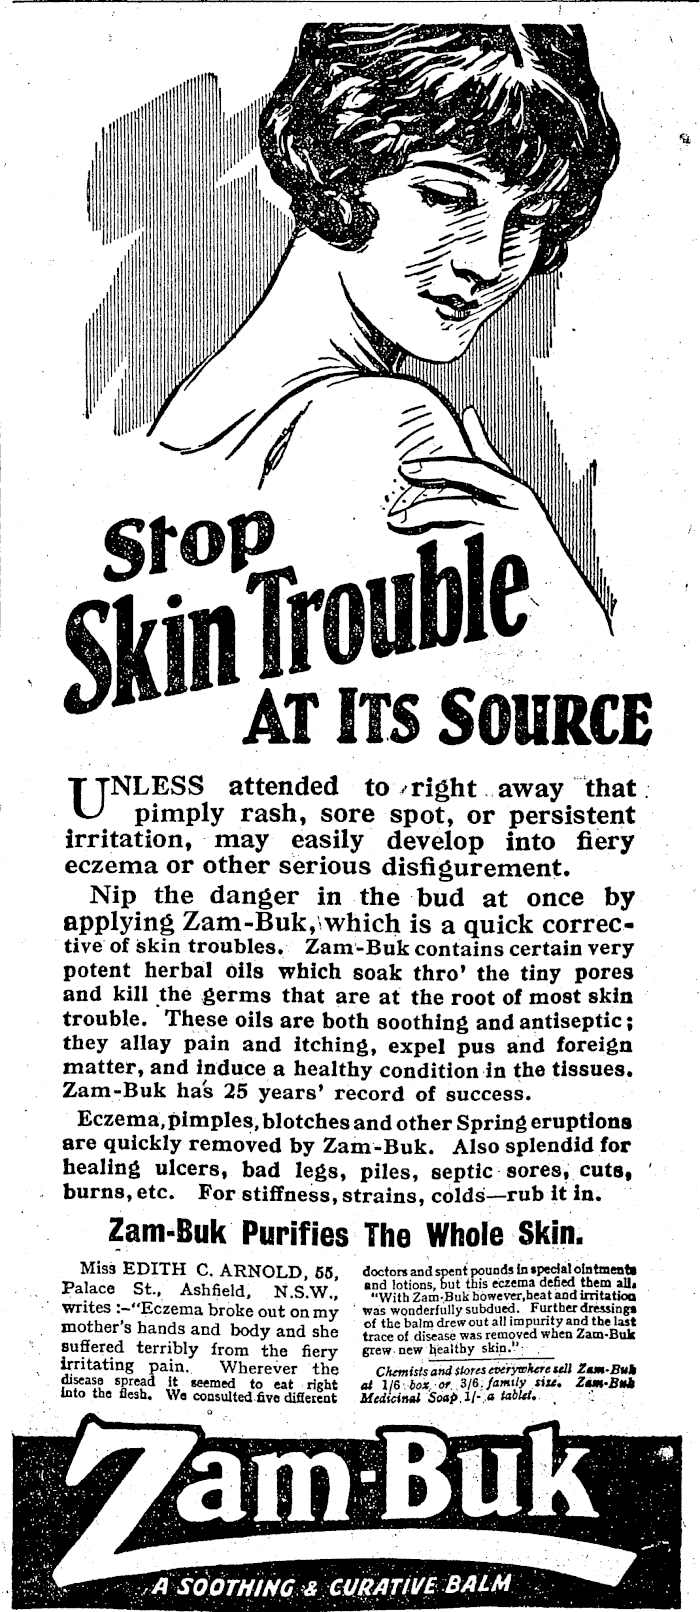 Stop
Skin Trouble
AT ITS SOURCE
UNLESS attended to right away that
pimply rash, sore spot, or persistent
irritation, may easily develop into fiery
eczema or other serious disfigurement.
Nip the danger in the bud at once by
applying Zam-Buk, which is a quick correc-
tive of skin troubles. Zam-Buk contains certain very
potent herbal oils which soak thro' the tiny pores
and kill the germs that are at the root of most skin
trouble. These oils are both soothing and antiseptic;
they allay pain and itching, expel pus and foreign
matter, and induce a healthy condition in the tissues.
Zam-Buk has 25 years' record of success.
Eczema, pimples, blotches and other Spring eruptions
are quickly removed by Zam-Buk. Also splendid for
healing ulcers, bad legs, piles, septic sores, cuts,
burns, etc. For stiffness, strains, colds—rub it in.
Zam-Buk Purifies The Whole Skin.
Miss EDITH C. ARNOLD, 55,
Palace St., Ashfield, N.S.W.,
writes :—"Eczema broke out on my
mother's hands and body and she
suffered terribly from the fiery
irritating pain. Wherever the
disease spread it seemed to eat right
into the flesh. We consulted five different
doctors and spent pounds in special ointments
and lotions, but this eczema defied them all.
"With Zam-Buk however, heat and irritation
was wonderfully subdued. Further dressings
of the balm drew out all impurity and the last
trace of disease was removed when Zam-Buk
grew new healthy skin."
Chemists and stores everywhere sell Zam-Buk
at 1/6 box or 3/6 family size. Zam-Buk
Medicinal Soap 1/- a tablet.
Zam-Buk
A SOOTHING & CURATIVE BALM